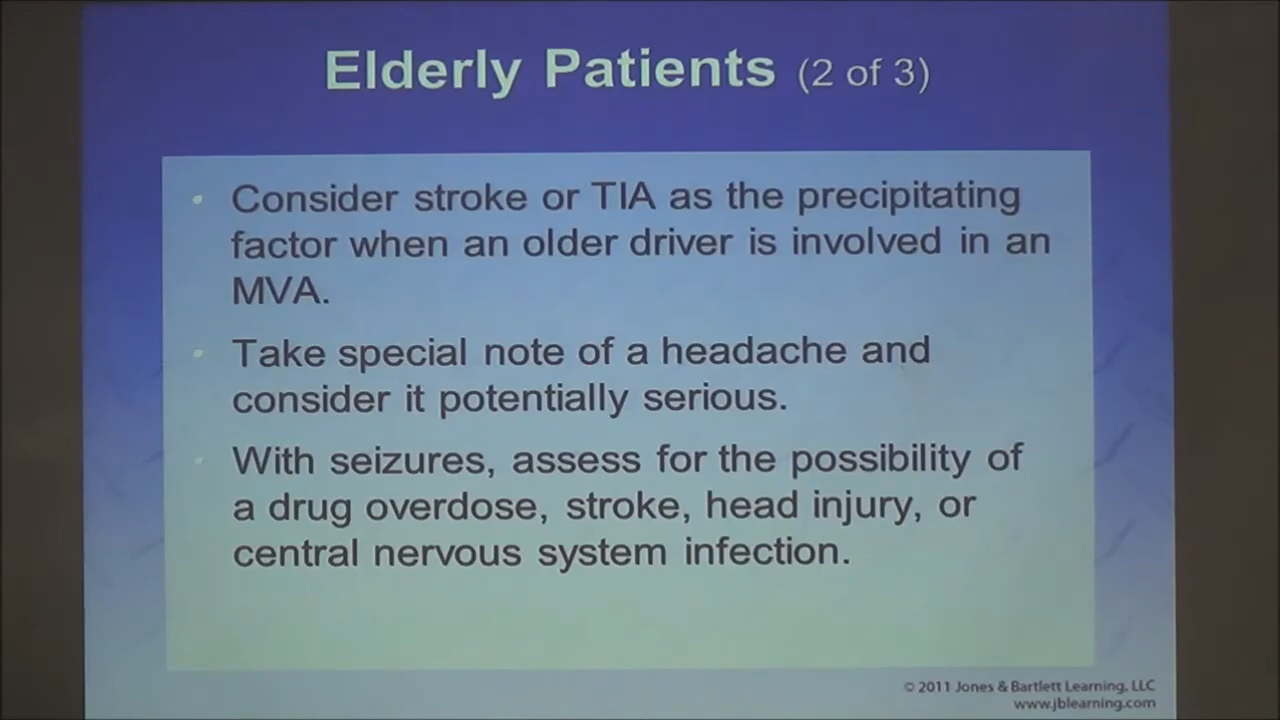 Elderly Patients (2 of 3)
• Consider stroke or TIA as the precipitating
factor when an older driver is involved in an
MVA.
• Take special note of a headache and
consider it potentially serious.
• With seizures, assess for the possibility of
a drug overdose, stroke, head injury, or
central nervous system infection.
© 2011 Jones & Bartlett Learning, LLC
www.jblearning.com